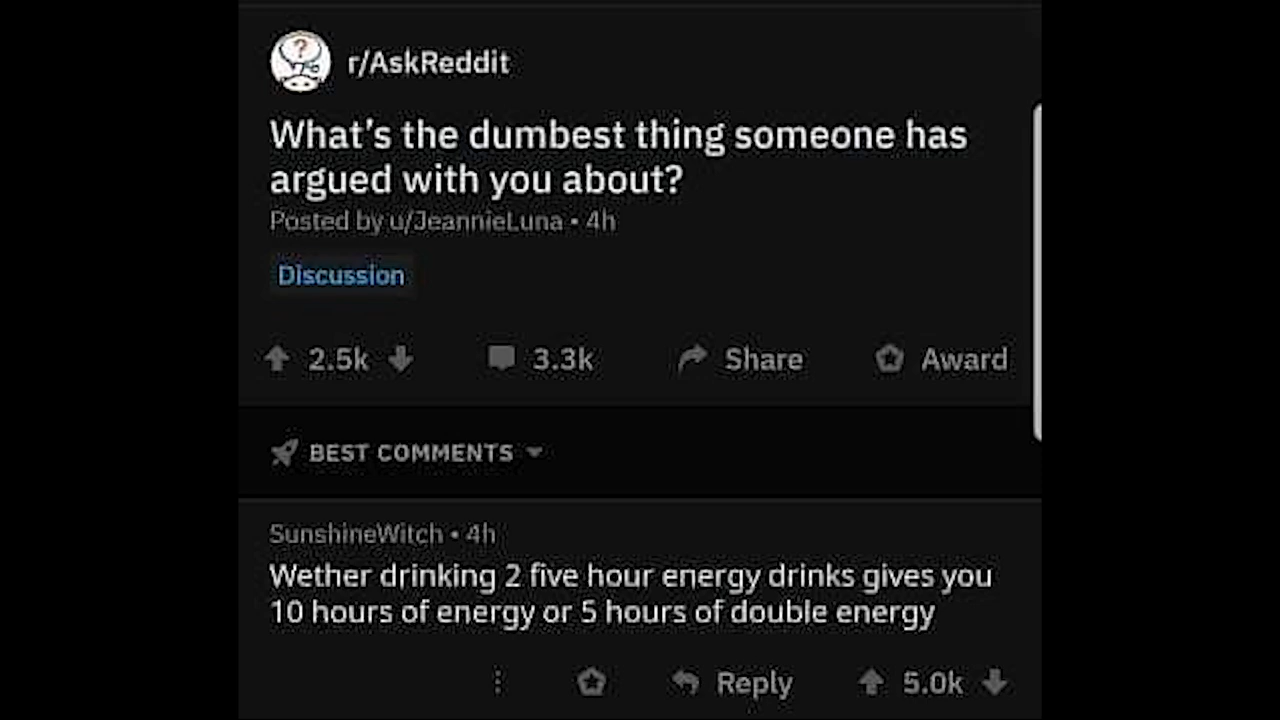 r/AskReddit
What's the dumbest thing someone has
argued with you about?
Posted by u/JeannieLuna • 4h
Discussion
2.5k 3.3k Share Award
BEST COMMENTS
SunshineWitch • 4h
Wether drinking 2 five hour energy drinks gives you
10 hours of energy or 5 hours of double energy
Reply 5.0k